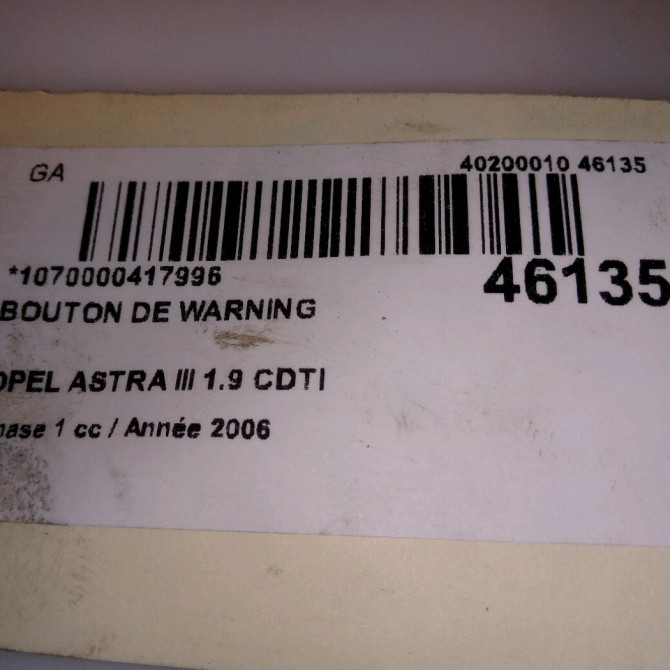 GA
40200010 46135
*1070000417996
46135
BOUTON DE WARNING
OPEL ASTRA III 1.9 CDTI
hase 1 cc / Année 2006